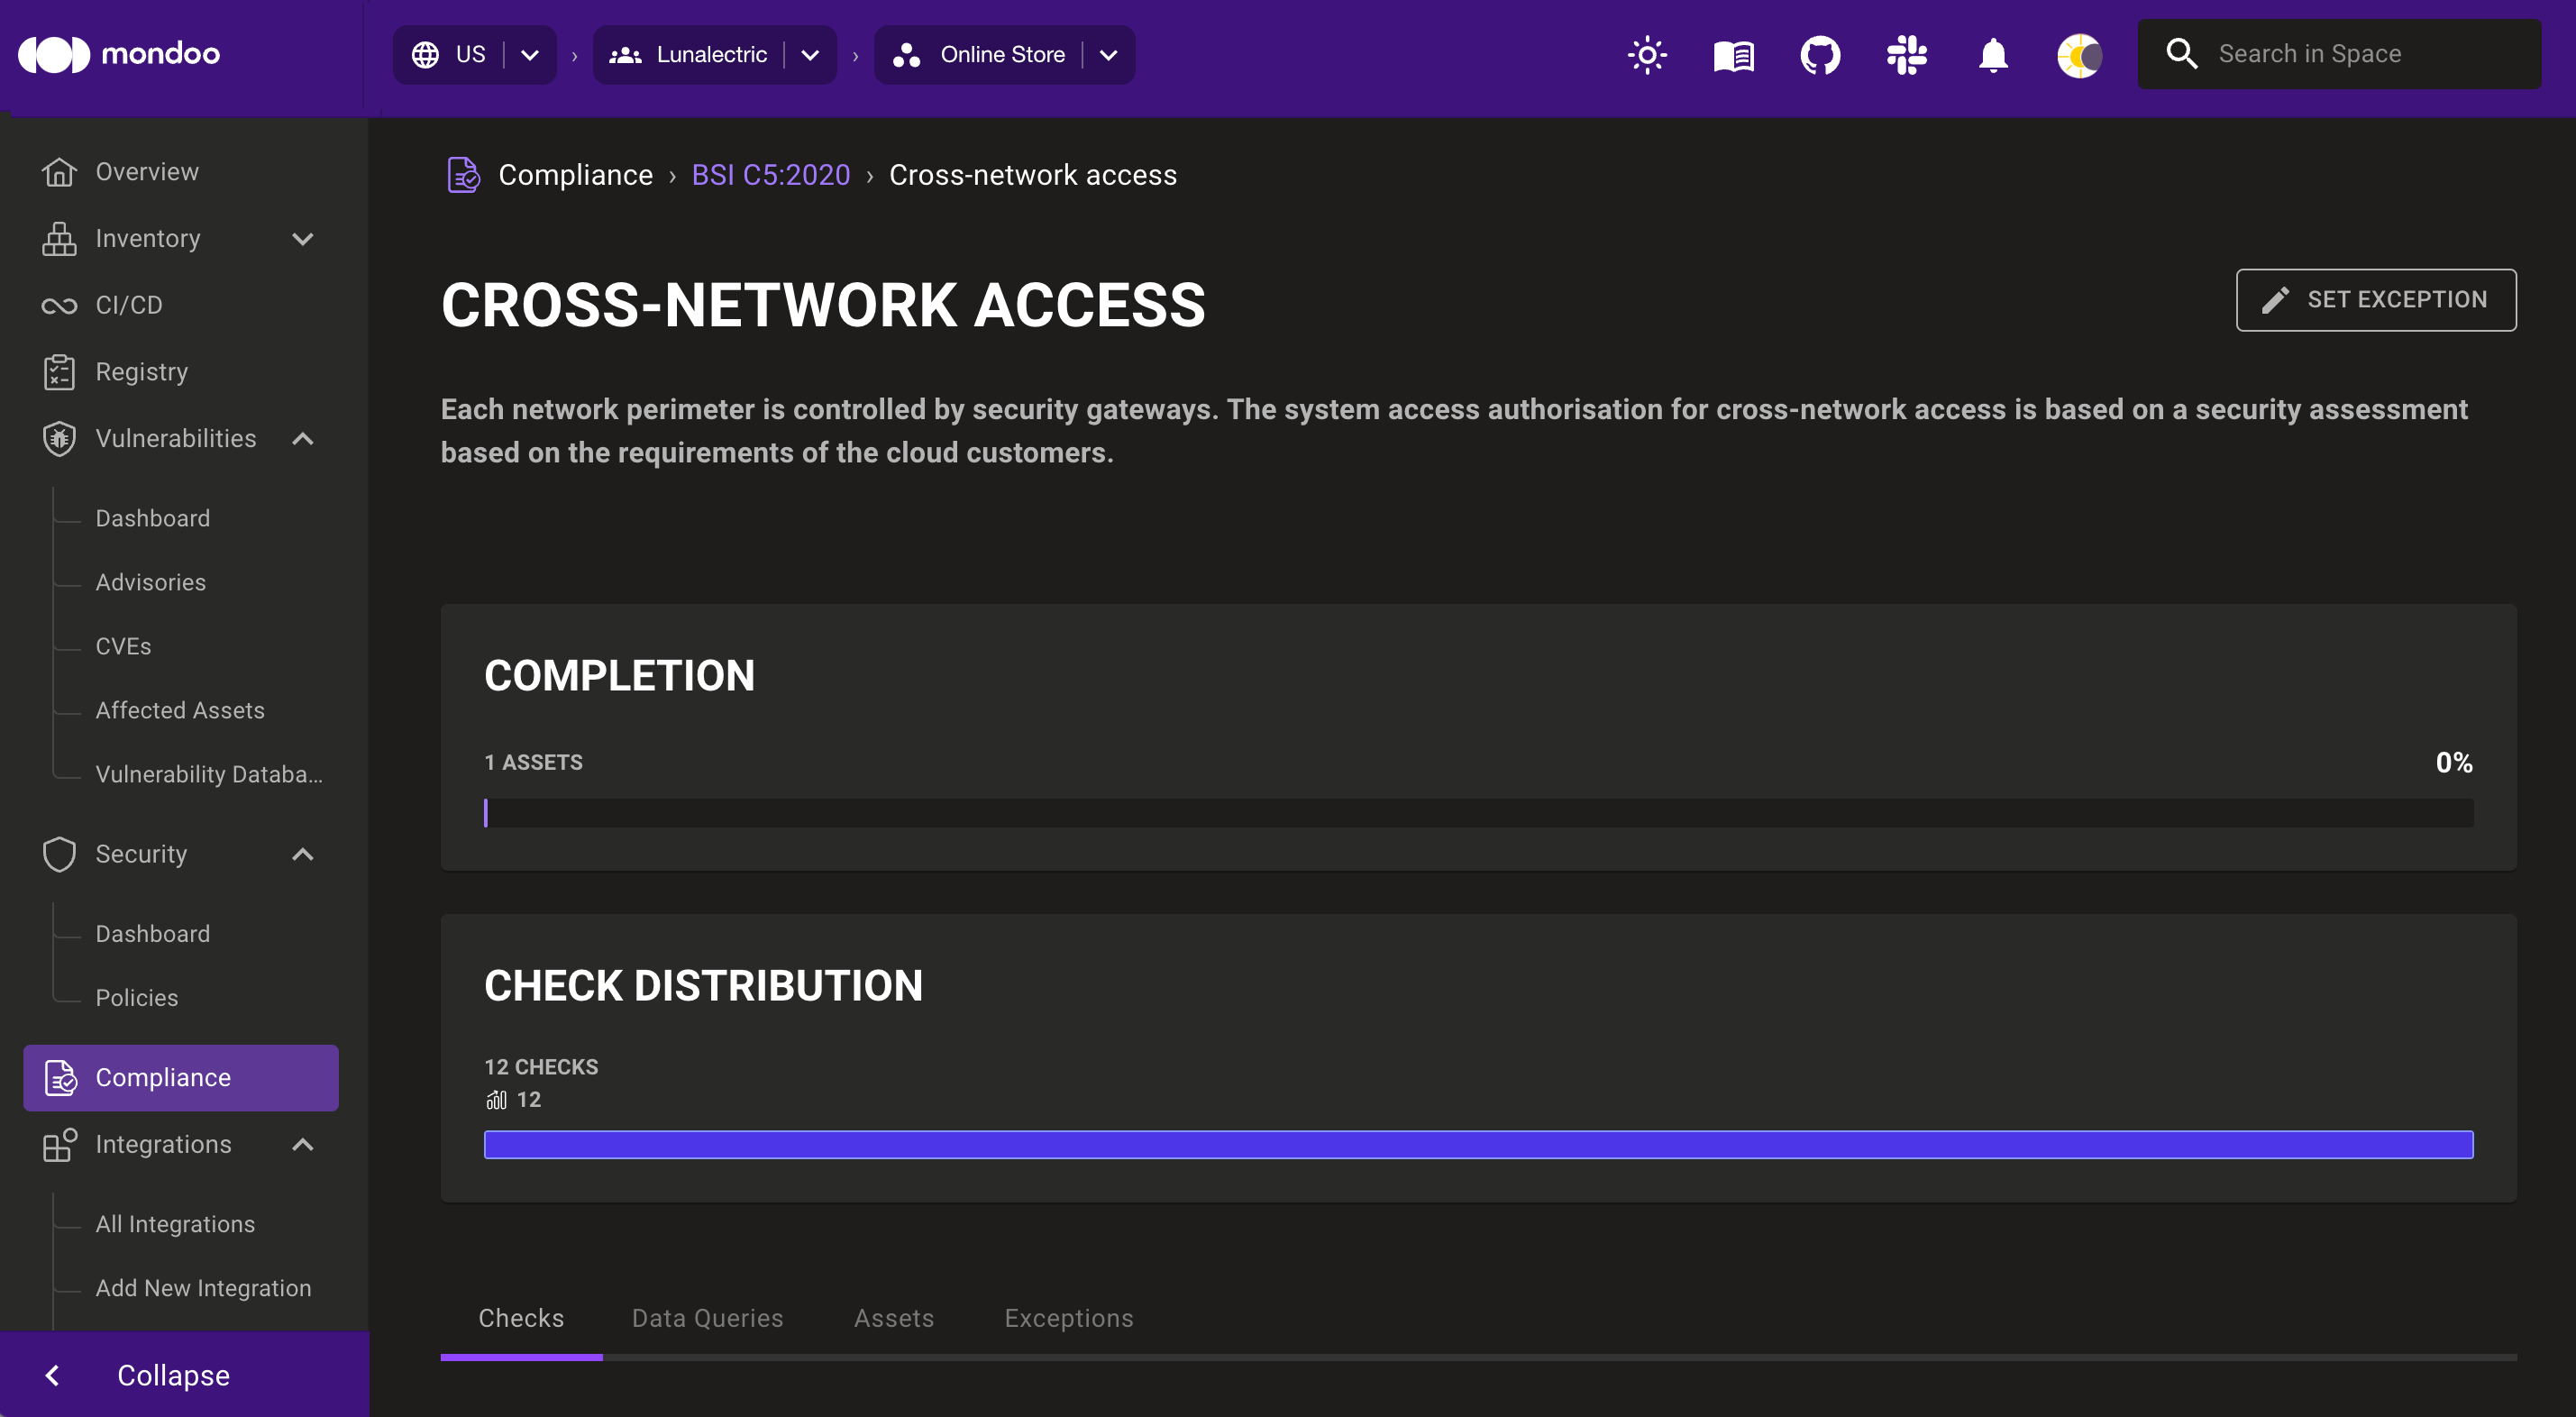 mondoo
US
Lunalectric
Online Store
Search in Space
Overview
Inventory
CI/CD
Registry
Vulnerabilities
Dashboard
Advisories
CVEs
Affected Assets
Vulnerability Databa...
Security
Dashboard
Policies
Compliance
Integrations
All Integrations
Add New Integration
Collapse
Compliance › BSI C5:2020 › Cross-network access
CROSS-NETWORK ACCESS
SET EXCEPTION
Each network perimeter is controlled by security gateways. The system access authorisation for cross-network access is based on a security assessment
based on the requirements of the cloud customers.
COMPLETION
1 ASSETS
0%
CHECK DISTRIBUTION
12 CHECKS
12
Checks
Data Queries
Assets
Exceptions